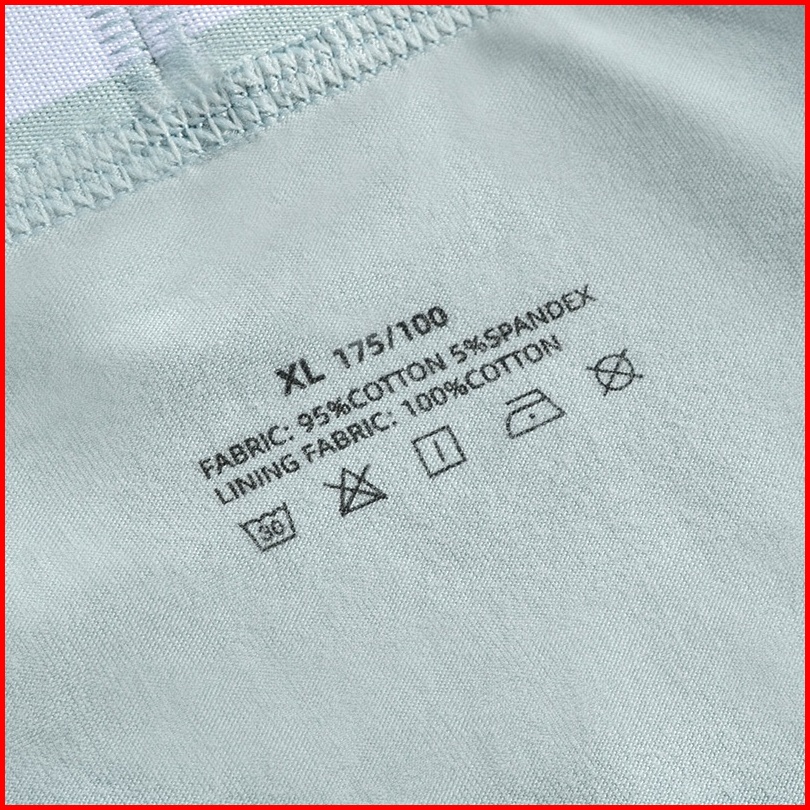 XL 175/100
FABRIC: 95%COTTON 5%SPANDEX
LINING FABRIC: 100%COTTON
30